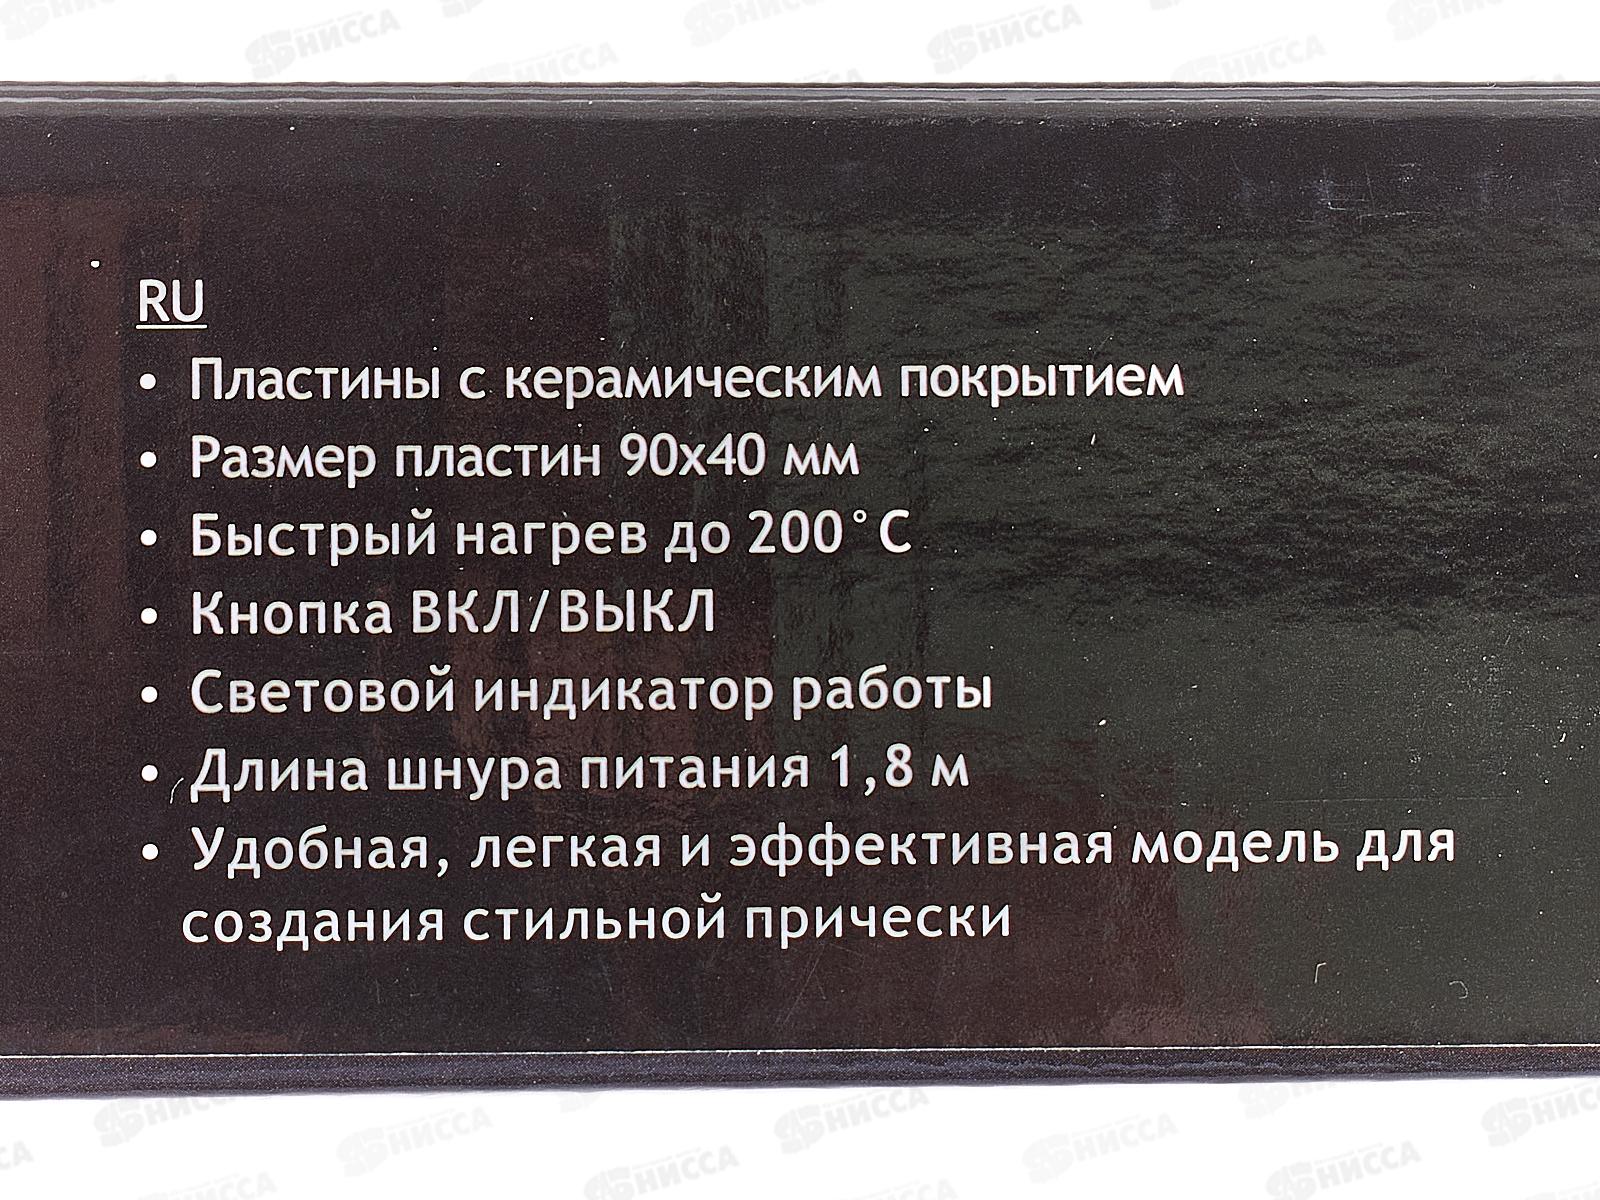 RU
• Пластины с керамическим покрытием
• Размер пластин 90х40 мм
• Быстрый нагрев до 200°С
• Кнопка ВКЛ/ВЫКЛ
• Световой индикатор работы
• Длина шнура питания 1,8 м
• Удобная, легкая и эффективная модель для
создания стильной прически